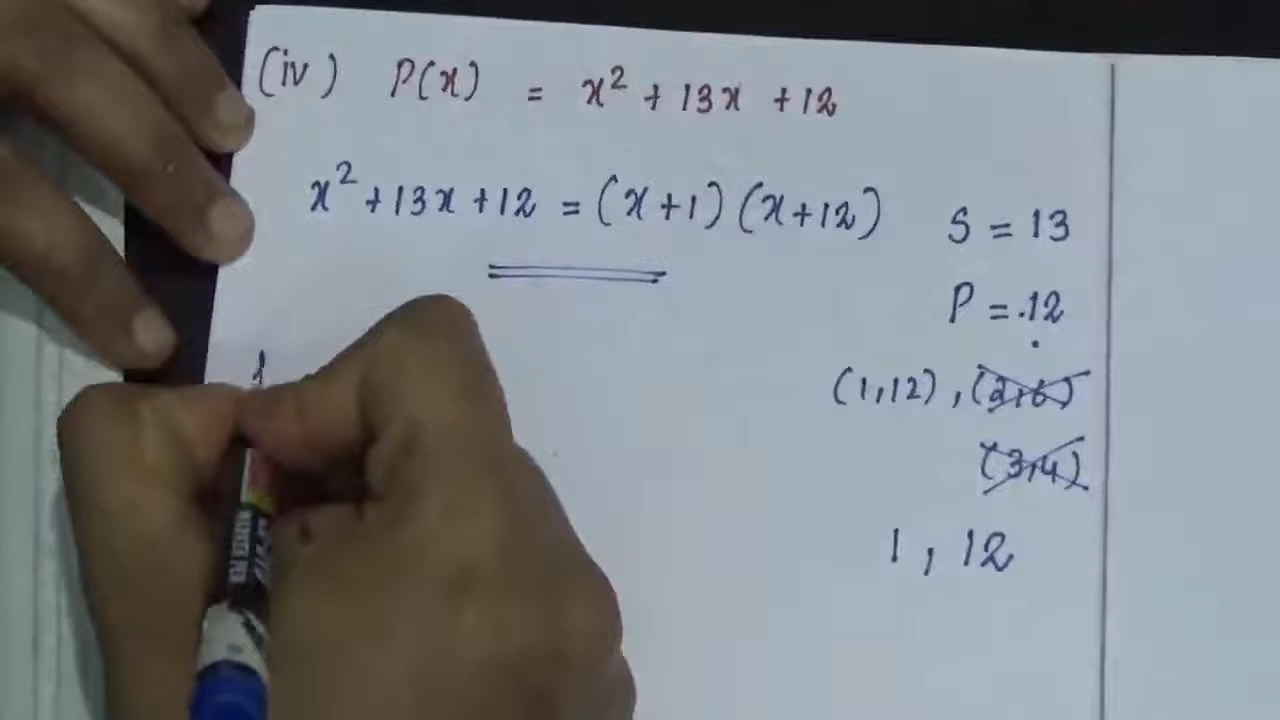 (iv) P(x) = x² + 13x + 12
x² + 13x + 12 = (x+1) (x+12)
S = 13
P = 12
(1,12) , (2,6)
(3,4)
1 , 12